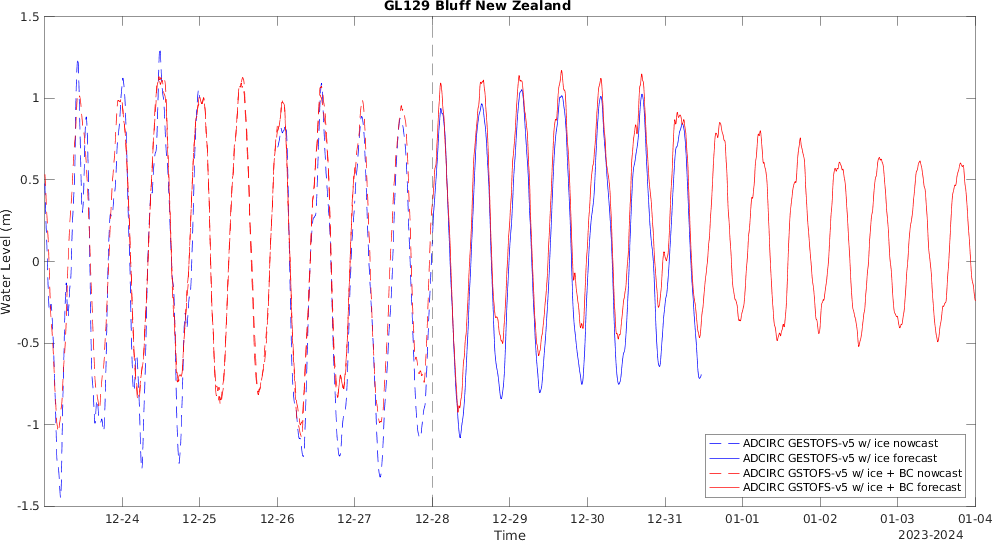 GL129 Bluff New Zealand
1.5
1
0.5
0
-0.5
-1
-1.5
Water Level (m)
12-24 12-25 12-26 12-27 12-28 12-29 12-30 12-31 01-01 01-02 01-03 01-04
Time
2023-2024
ADCIRC GESTOFS-v5 w/ ice nowcast
ADCIRC GESTOFS-v5 w/ ice forecast
ADCIRC GSTOFS-v5 w/ ice + BC nowcast
ADCIRC GSTOFS-v5 w/ ice + BC forecast